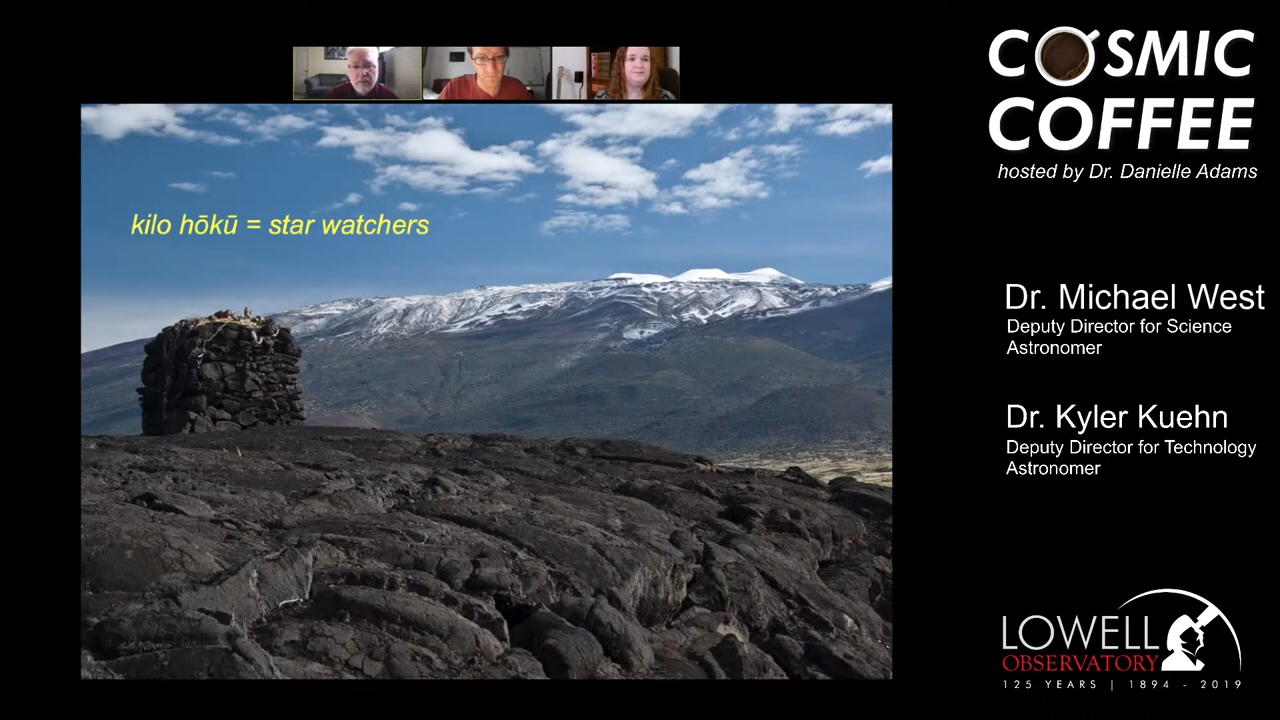 COSMIC
COFFEE
hosted by Dr. Danielle Adams
kilo hōkū = star watchers
Dr. Michael West
Deputy Director for Science
Astronomer
Dr. Kyler Kuehn
Deputy Director for Technology
Astronomer
LOWELL
OBSERVATORY
125 YEARS | 1894 - 2019